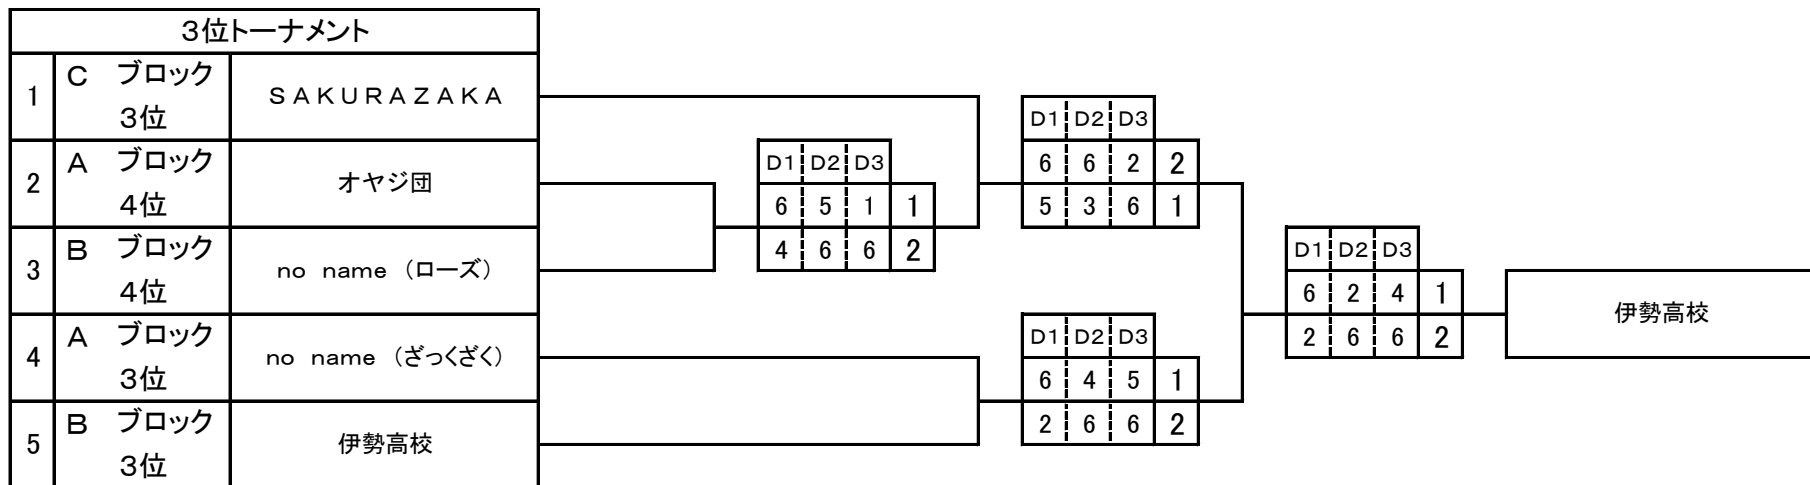 3位トーナメント
1 C ブロック 3位 SAKURAZAKA
2 A ブロック 4位 オヤジ団
3 B ブロック 4位 no name (ローズ)
4 A ブロック 3位 no name (ざっくざく)
5 B ブロック 3位 伊勢高校
D1 D2 D3
6 5 1 1
4 6 6 2
D1 D2 D3
6 6 2 2
5 3 6 1
D1 D2 D3
6 4 5 1
2 6 6 2
D1 D2 D3
6 2 4 1
2 6 6 2
伊勢高校